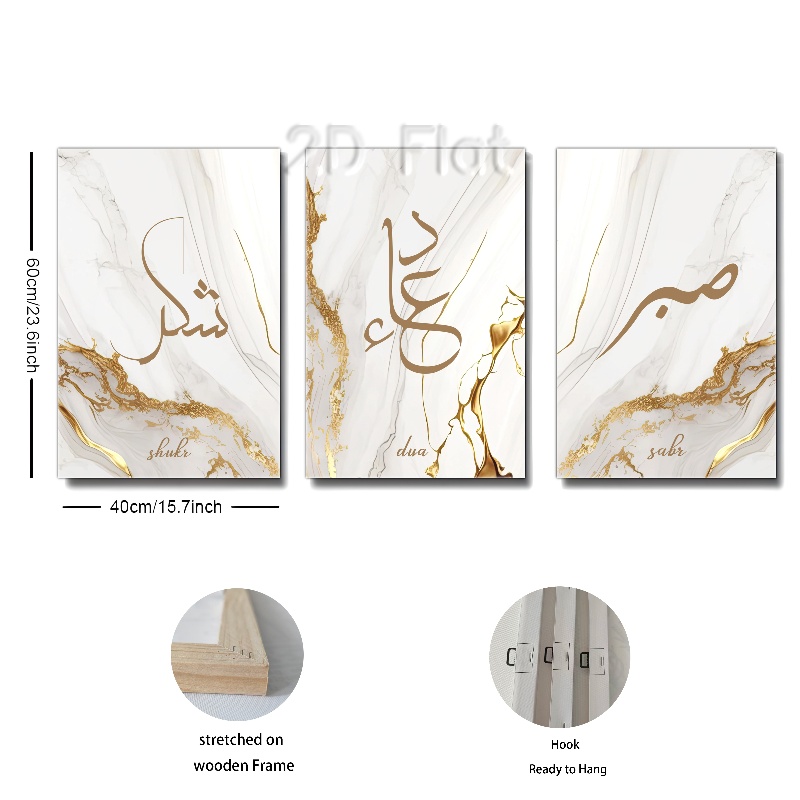 2D Flat
شكر
دعاء
صبر
shukr
dua
sabr
60cm/23.6inch
40cm/15.7inch
stretched on
wooden Frame
Hook
Ready to Hang